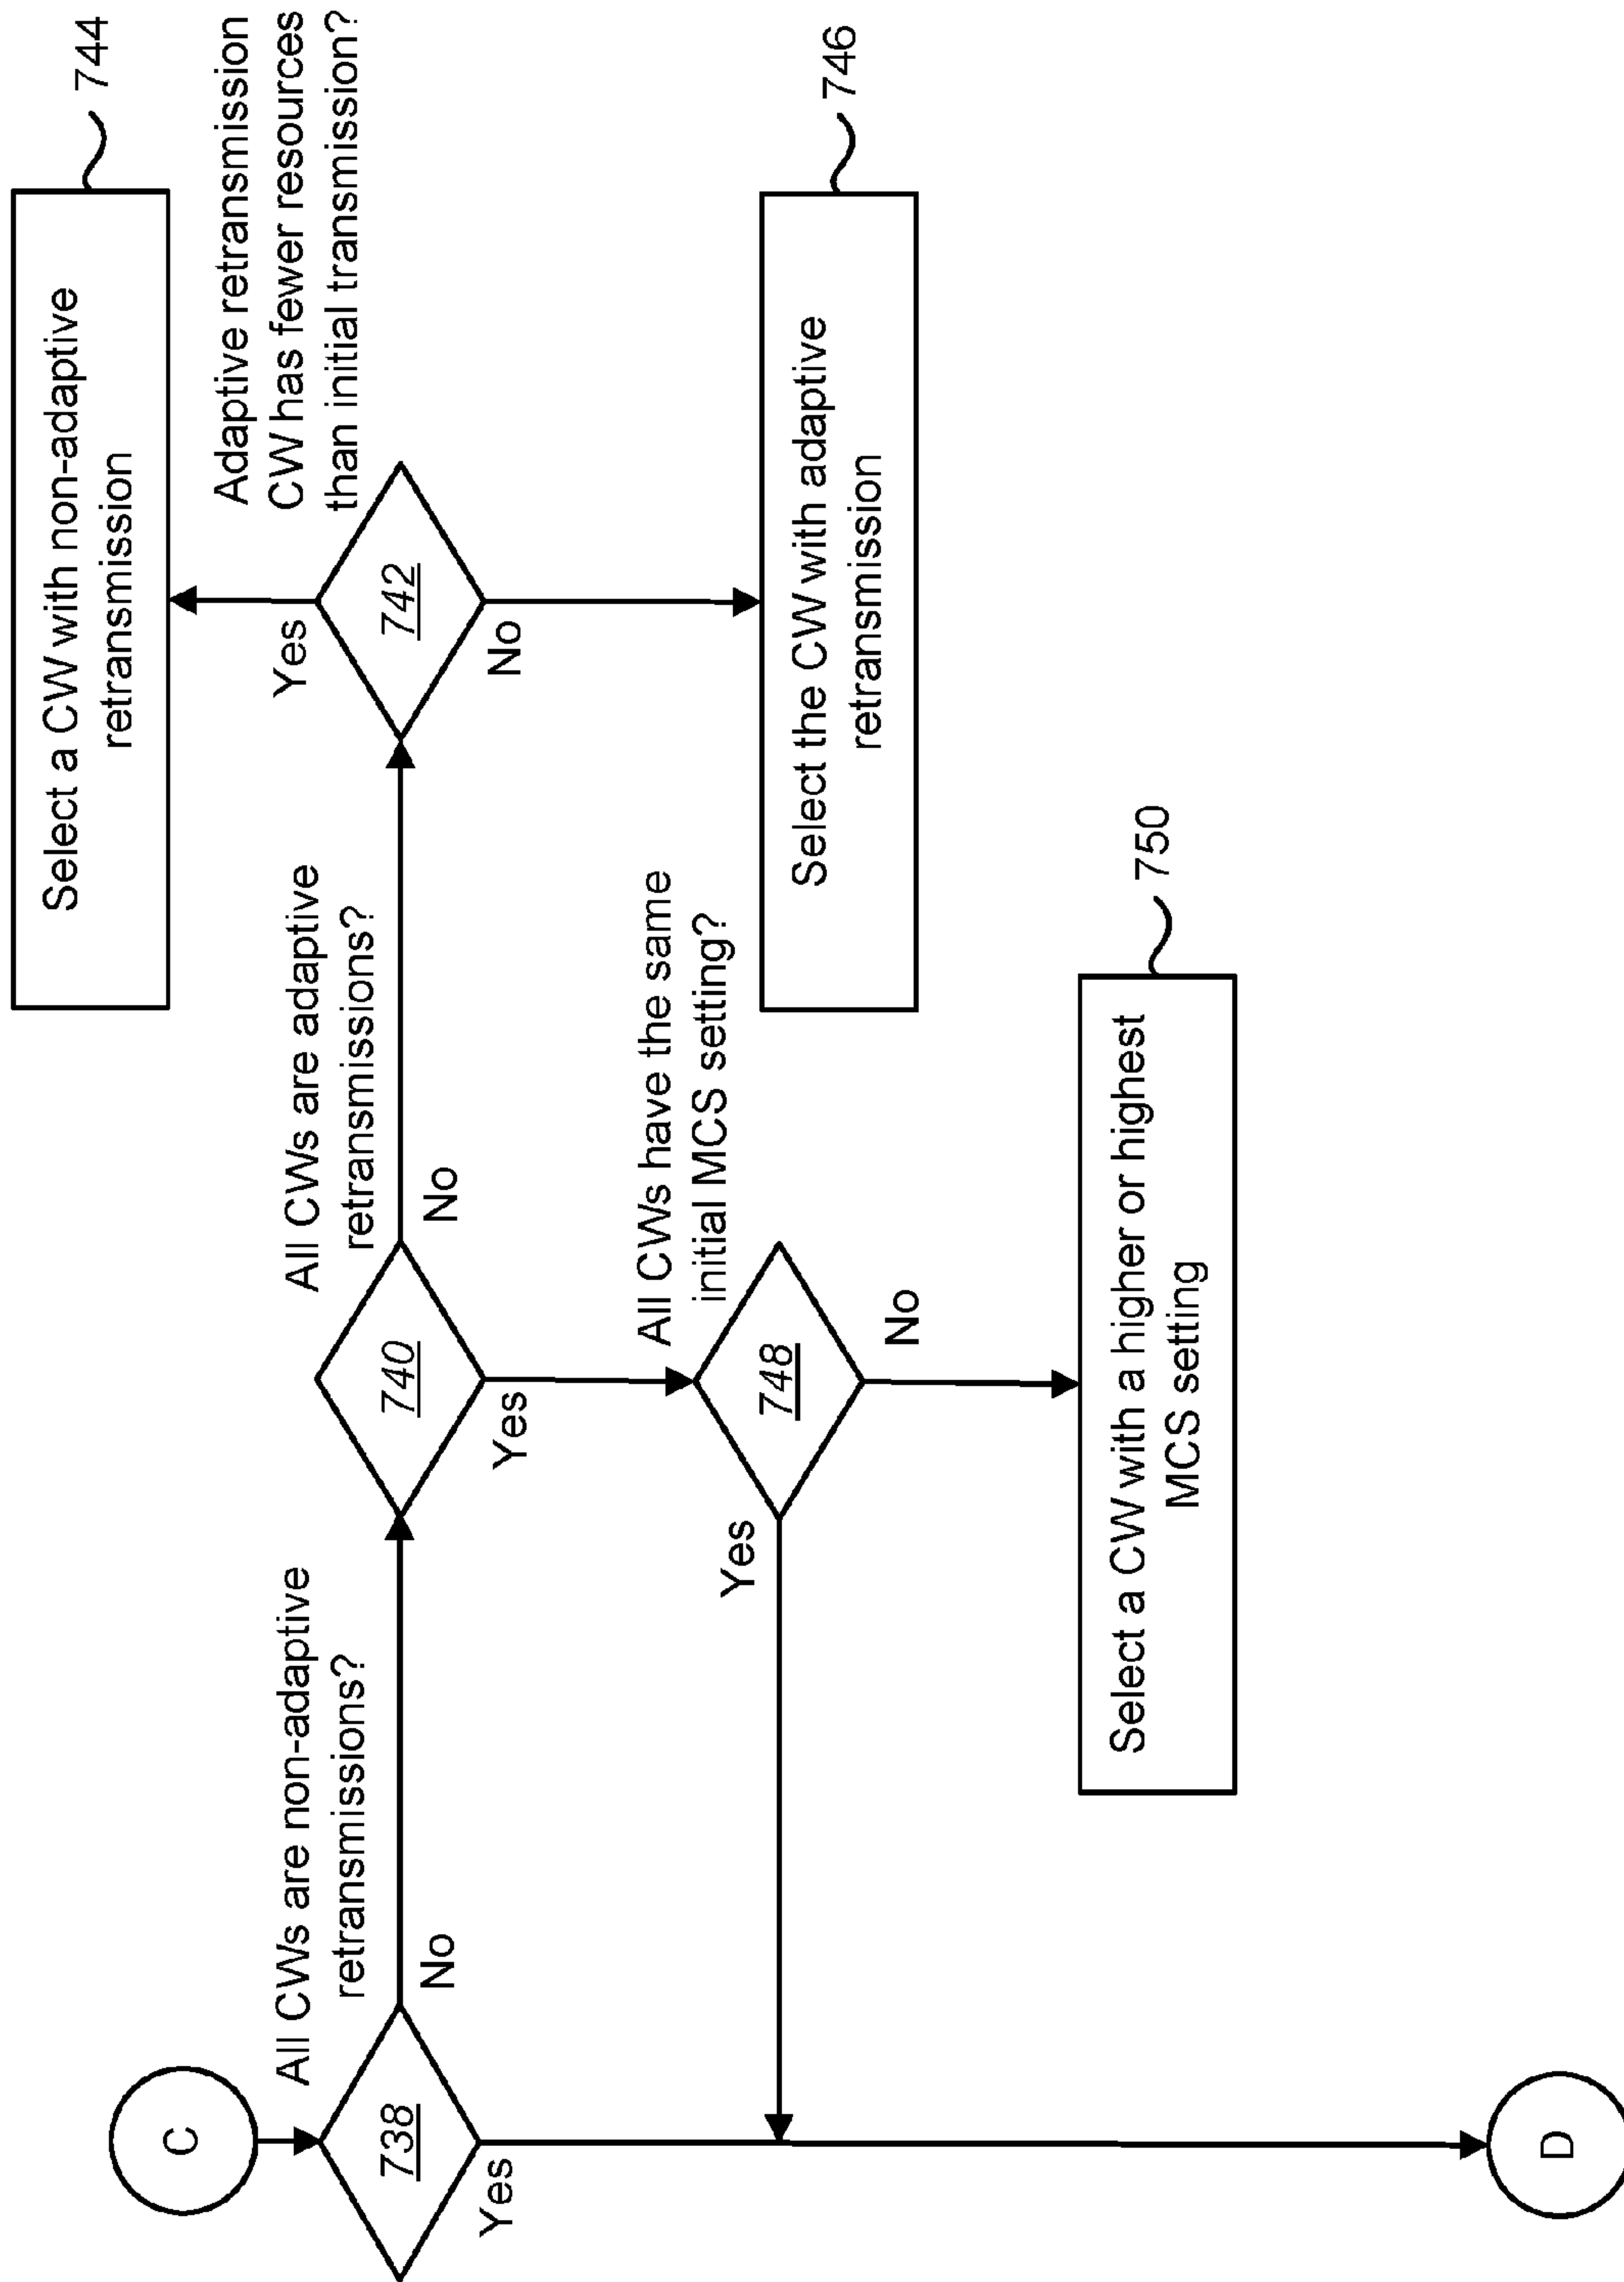 C
All CWs are non-adaptive
retransmissions?
738
No
Yes
All CWs are adaptive
retransmissions?
740
No
Yes
Adaptive retransmission
CW has fewer resources
than initial transmission?
742
Yes
No
Select a CW with non-adaptive
retransmission
744
Select the CW with adaptive
retransmission
746
All CWs have the same
initial MCS setting?
748
Yes
No
Select a CW with a higher or highest
MCS setting
750
D